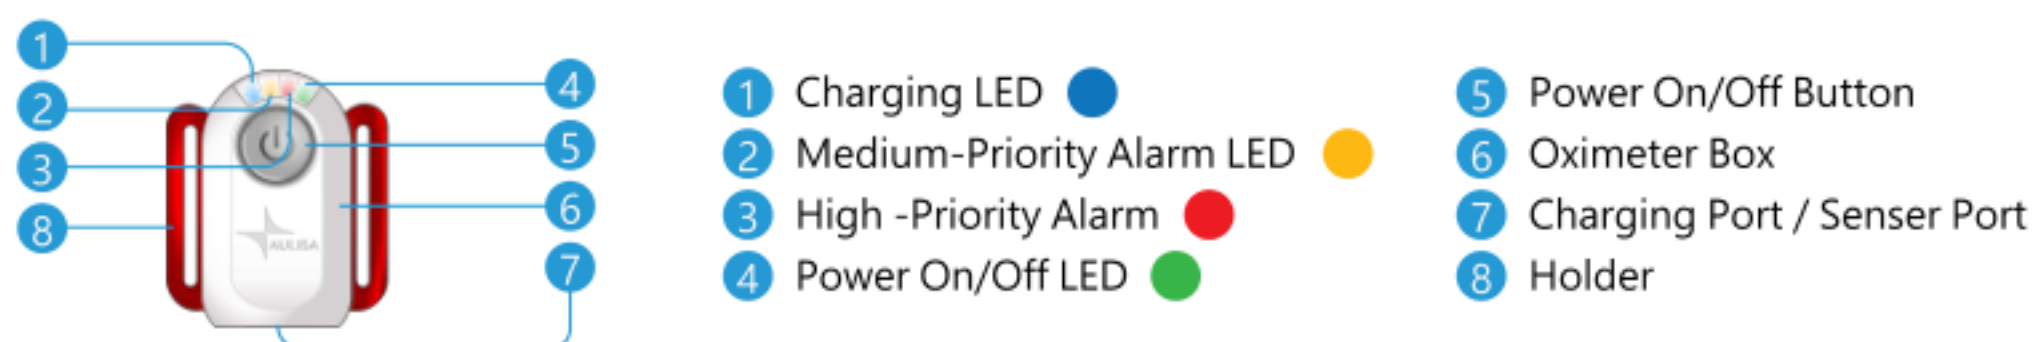 1
2
3
8
4
5
6
7
AULISA
1 Charging LED
2 Medium-Priority Alarm LED
3 High -Priority Alarm
4 Power On/Off LED
5 Power On/Off Button
6 Oximeter Box
7 Charging Port / Senser Port
8 Holder